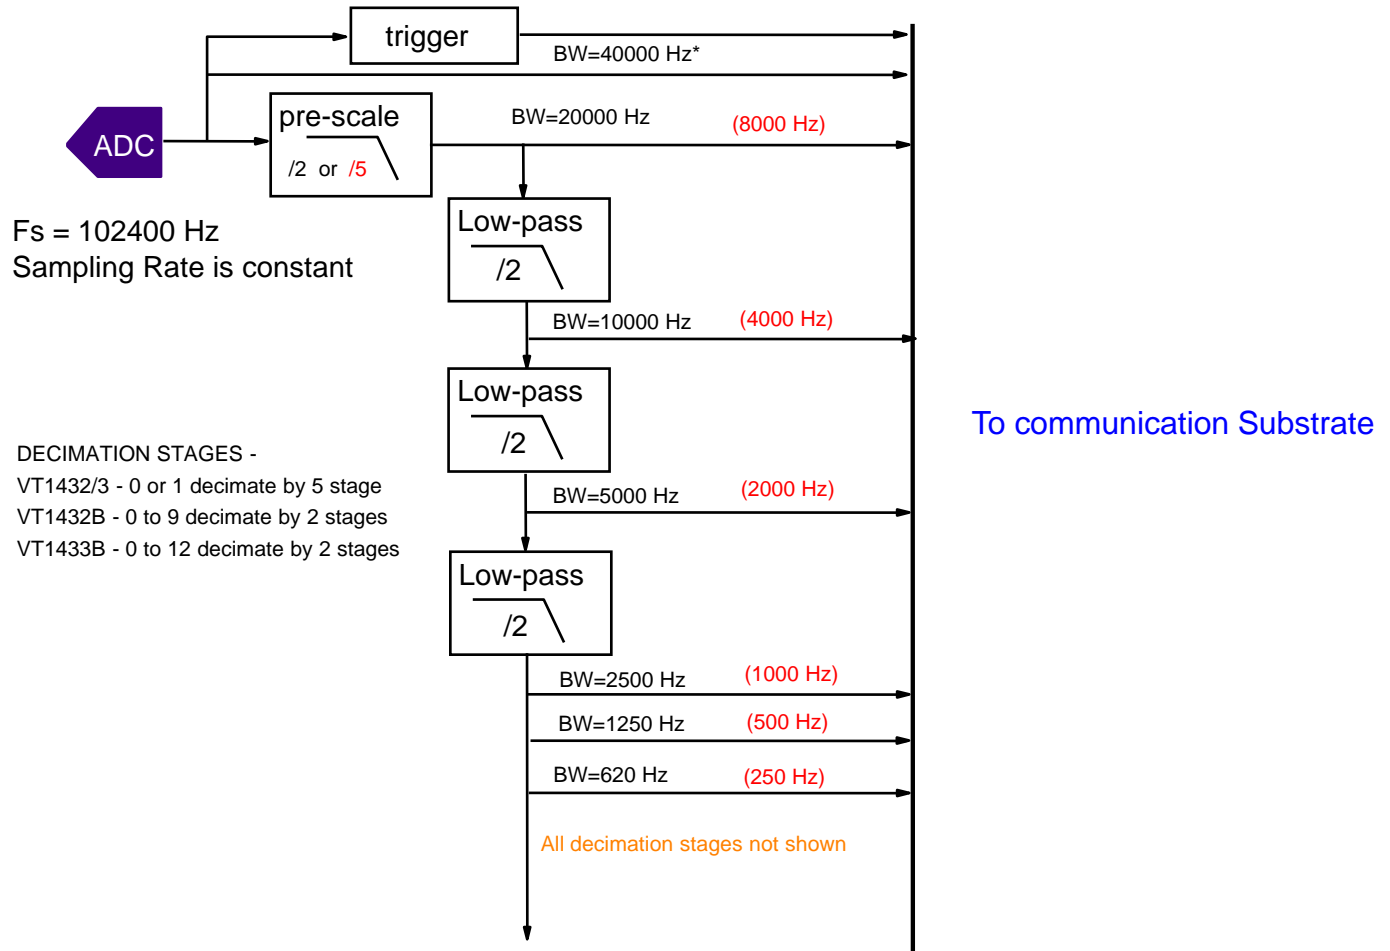 trigger
BW=40000 Hz*
ADC
pre-scale
/2 or /5
BW=20000 Hz (8000 Hz)
Fs = 102400 Hz
Sampling Rate is constant
Low-pass
/2
BW=10000 Hz (4000 Hz)
Low-pass
/2
To communication Substrate
DECIMATION STAGES -
VT1432/3 - 0 or 1 decimate by 5 stage
VT1432B - 0 to 9 decimate by 2 stages
VT1433B - 0 to 12 decimate by 2 stages
BW=5000 Hz (2000 Hz)
Low-pass
/2
BW=2500 Hz (1000 Hz)
BW=1250 Hz (500 Hz)
BW=620 Hz (250 Hz)
All decimation stages not shown